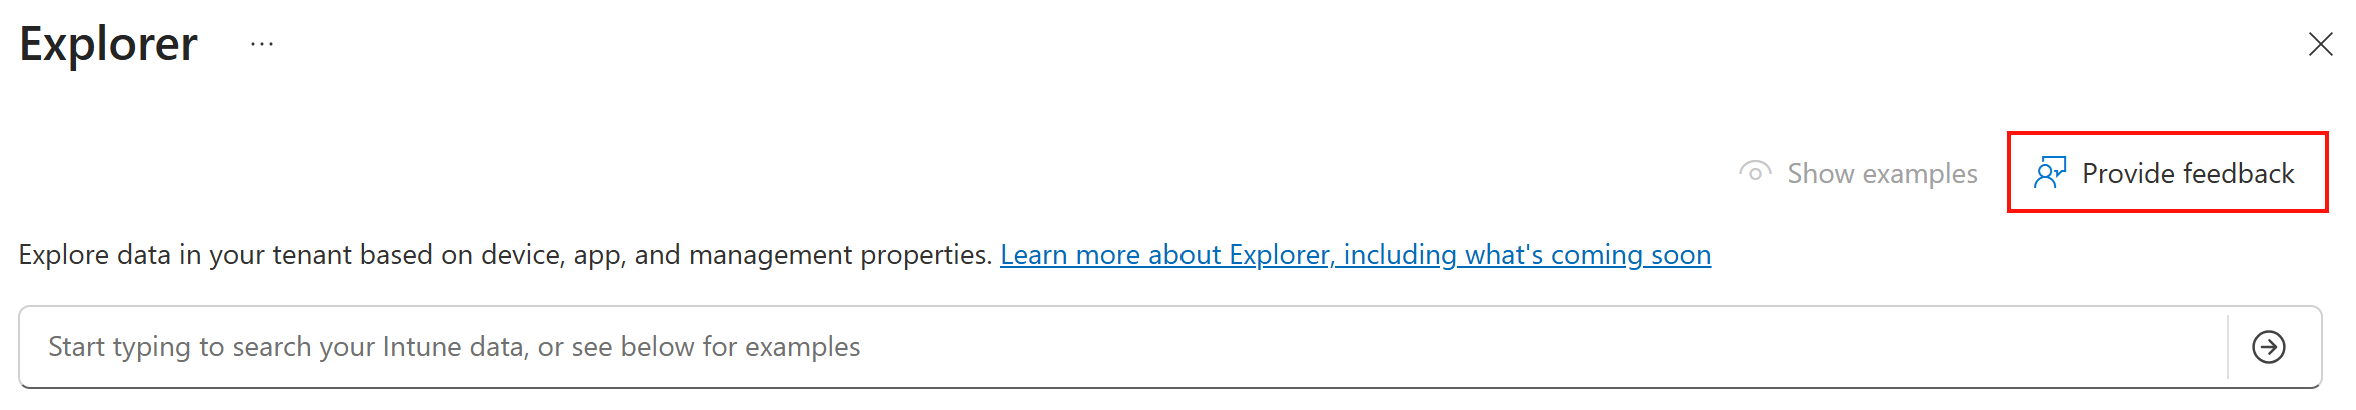 Explorer ...
Show examples Provide feedback
Explore data in your tenant based on device, app, and management properties. Learn more about Explorer, including what's coming soon
Start typing to search your Intune data, or see below for examples